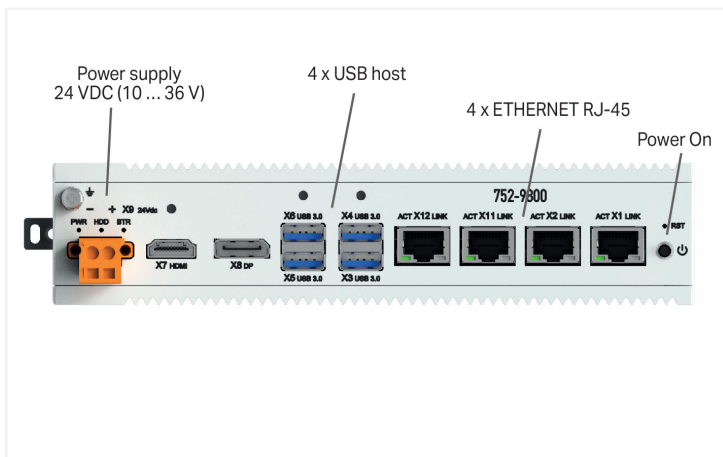 Power supply
24 VDC (10 … 36 V)
4 x USB host
4 x ETHERNET RJ-45
Power On
752-9800
− + X9 24Vdc
PWR HDD BTR
X6 USB 3.0
X4 USB 3.0
ACT X12 LINK
ACT X11 LINK
ACT X2 LINK
ACT X1 LINK
RST
X7 HDMI
X8 DP
X5 USB 3.0
X3 USB 3.0